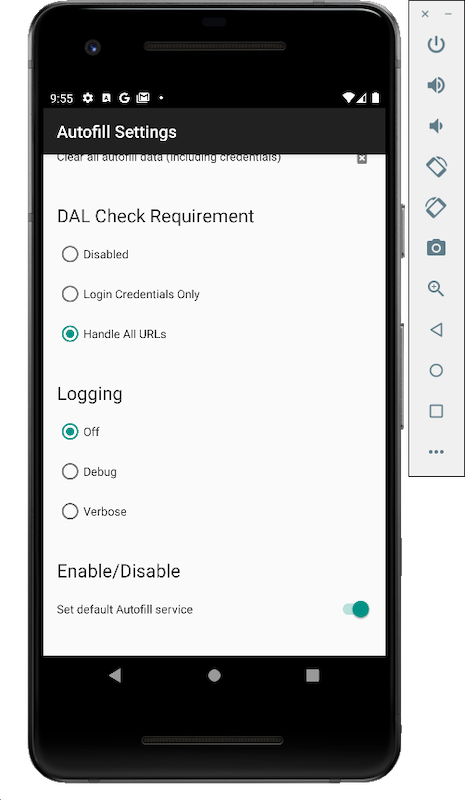 9:55
Autofill Settings
Clear all autofill data (including credentials)
DAL Check Requirement
Disabled
Login Credentials Only
Handle All URLs
Logging
Off
Debug
Verbose
Enable/Disable
Set default Autofill service